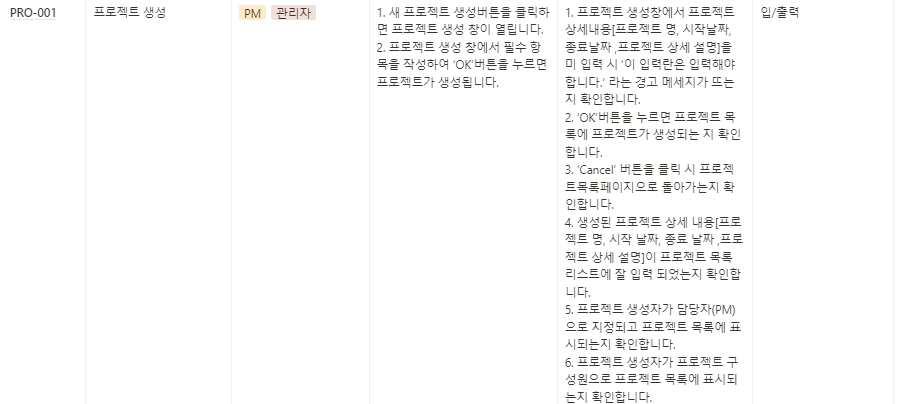 PRO-001
프로젝트 생성
PM 관리자
1. 새 프로젝트 생성버튼을 클릭하
면 프로젝트 생성 창이 열립니다.
2. 프로젝트 생성 창에서 필수 항
목을 작성하여 ‘OK’버튼을 누르면
프로젝트가 생성됩니다.
1. 프로젝트 생성창에서 프로젝트
상세내용[프로젝트 명, 시작날짜,
종료날짜 ,프로젝트 상세 설명]을
미 입력 시 ‘이 입력란은 입력해야
합니다.’ 라는 경고 메세지가 뜨는
지 확인합니다.
2. ‘OK’버튼을 누르면 프로젝트 목
록에 프로젝트가 생성되는 지 확인
합니다.
3. ‘Cancel’ 버튼을 클릭 시 프로젝
트목록페이지으로 돌아가는지 확
인합니다.
4. 생성된 프로젝트 상세 내용[프로
젝트 명, 시작 날짜, 종료 날짜 ,프로
젝트 상세 설명]이 프로젝트 목록
리스트에 잘 입력 되었는지 확인합
니다.
5. 프로젝트 생성자가 담당자(PM)
으로 지정되고 프로젝트 목록에 표
시되는지 확인합니다.
6. 프로젝트 생성자가 프로젝트 구
성원으로 프로젝트 목록에 표시되
는지 확인합니다.
입/출력